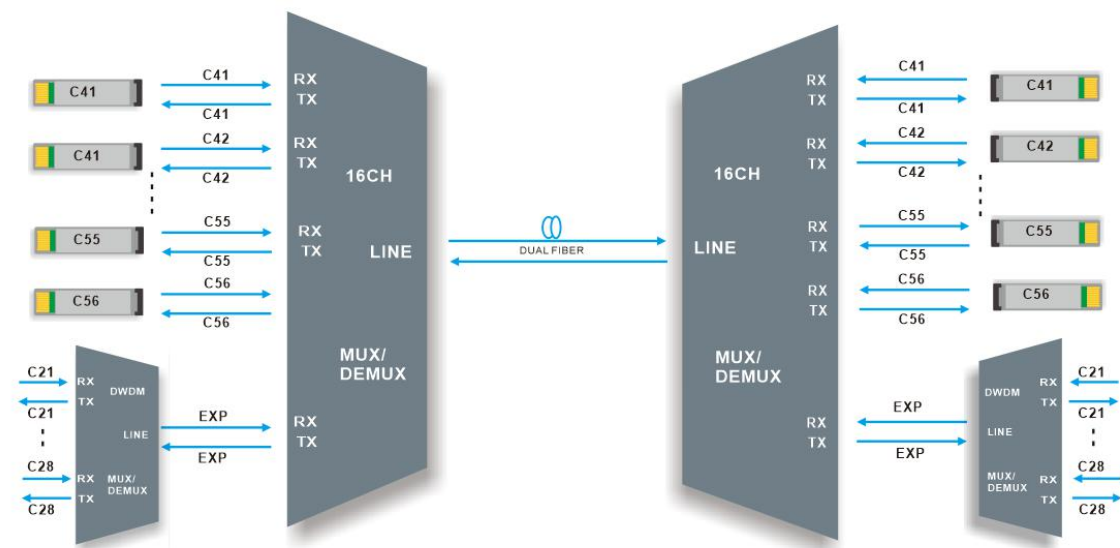 C41
C41
RX
TX
C41
C41
C42
C42
RX
TX
16CH
C55
C55
C55
RX
TX
LINE
C56
C56
C56
MUX/
DEMUX
C21
C21
RX
TX
DWDM
LINE
C28
C28
RX
TX
MUX/
DEMUX
EXP
EXP
RX
TX
DUAL FIBER
RX
TX
C41
C41
C41
16CH
RX
TX
C42
C42
C42
LINE
RX
TX
C55
C55
C55
RX
TX
C56
C56
C56
MUX/
DEMUX
RX
TX
EXP
EXP
DWDM
LINE
MUX/
DEMUX
RX
TX
C21
C21
RX
TX
C28
C28